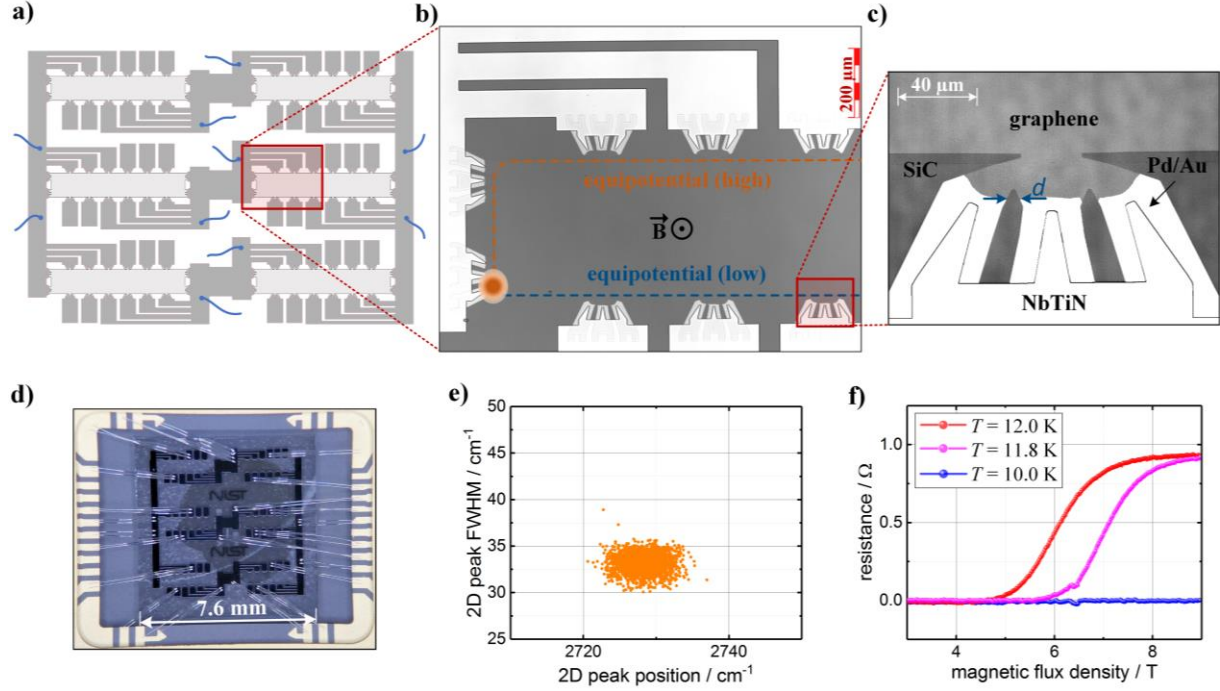 a)
b)
200 μm
equipotential (high)
B
equipotential (low)
c)
40 μm
graphene
SiC
Pd/Au
d
NbTiN
d)
NIST
NIST
7.6 mm
e)
50
45
40
35
30
25
2D peak FWHM / cm-1
2720
2740
2D peak position / cm-1
f)
T = 12.0 K
T = 11.8 K
T = 10.0 K
1.0
0.5
0.0
resistance / Ω
4
6
8
magnetic flux density / T